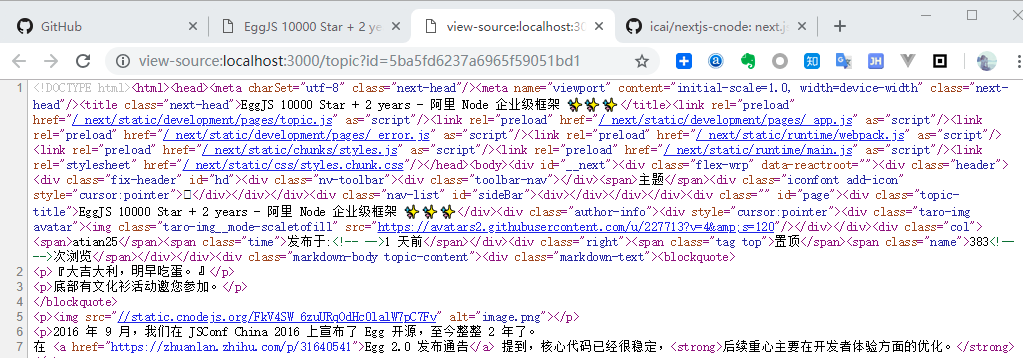 GitHub
EggJS 10000 Star + 2 ye
view-source:localhost:30
icai/nextjs-cnode: next.js
view-source:localhost:3000/topic?id=5ba5fd6237a6965f59051bd1
知 JH
1 <!DOCTYPE html><html><head><meta charSet="utf-8" class="next-head"/><meta name="viewport" content="initial-scale=1.0, width=device-width" class="next-
head"/><title class="next-head">EggJS 10000 Star + 2 years - 阿里 Node 企业级框架 ✨✨✨</title><link rel="preload"
href="/_next/static/development/pages/topic.js" as="script"/><link rel="preload" href="/_next/static/development/pages/_app.js" as="script"/><link
rel="preload" href="/_next/static/development/pages/_error.js" as="script"/><link rel="preload" href="/_next/static/runtime/webpack.js" as="script"/>
<link rel="preload" href="/_next/static/chunks/styles.js" as="script"/><link rel="preload" href="/_next/static/runtime/main.js" as="script"/><link
rel="stylesheet" href="/_next/static/css/styles.chunk.css"/></head><body><div id="__next"><div class="flex-wrp" data-reactroot=""><div class="header">
<div class="fix-header" id="hd"><div class="nv-toolbar"><div class="toolbar-nav"></div><span>主题</span><div class="iconfont add-icon"
style="cursor:pointer"></div></div></div><div class="nav-list" id="sideBar"><div></div></div></div><div class="" id="page"><div class="topic-
title">EggJS 10000 Star + 2 years - 阿里 Node 企业级框架 ✨✨✨</div><div class="author-info"><div style="cursor:pointer"><div class="taro-img
avatar"><img class="taro-img__mode-scaletofill" src="https://avatars2.githubusercontent.com/u/227713?v=4&amp;s=120"/></div></div><div class="col">
<span>atian25</span><span class="time">发布于:<!-- -->1 天前</span></div><div class="right"><span class="tag top">置顶</span><span class="name">383<!--
-->次浏览</span></div></div><div class="markdown-body topic-content"><div class="markdown-text"><blockquote>
2 <p>『大吉大利，明早吃蛋。』</p>
3 <p>底部有文化衫活动邀您参加。</p>
4 </blockquote>
5 <p><img src="//static.cnodejs.org/FkV4SW_6zuURqOdHc0lalW7pC7Fv" alt="image.png"></p>
6 <p>2016 年 9 月，我们在 JSConf China 2016 上宣布了 Egg 开源，至今整整 2 年了。
7 在 <a href="https://zhuanlan.zhihu.com/p/31640541">Egg 2.0 发布通告</a> 提到，核心代码已经很稳定，<strong>后续重心主要在开发者体验方面的优化。</strong>